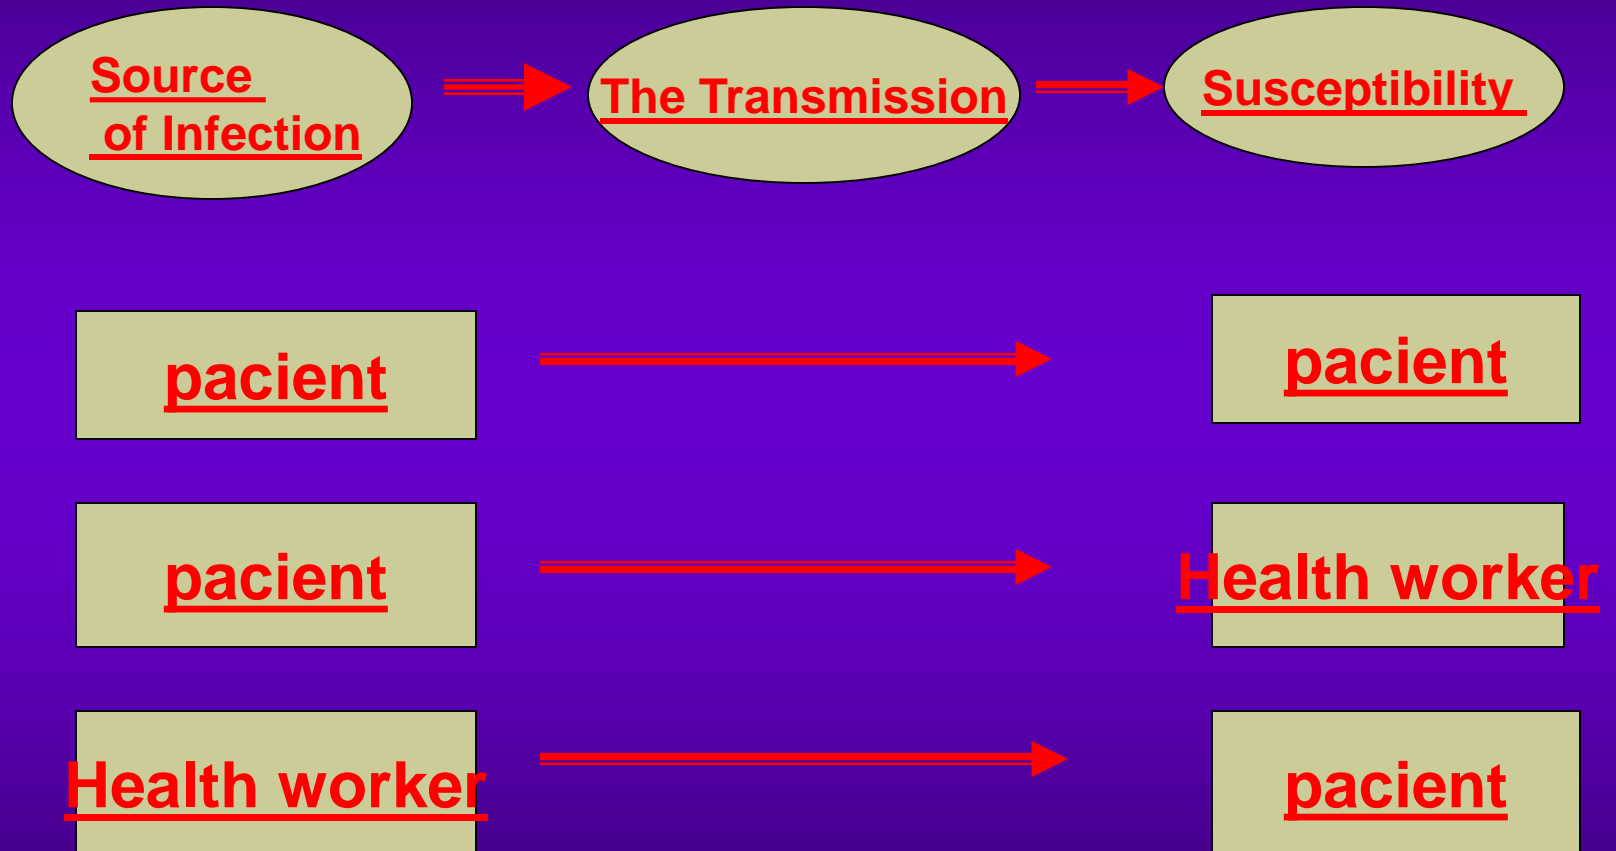 Source
of Infection
The Transmission
Susceptibility
pacient
pacient
pacient
Health worker
Health worker
pacient